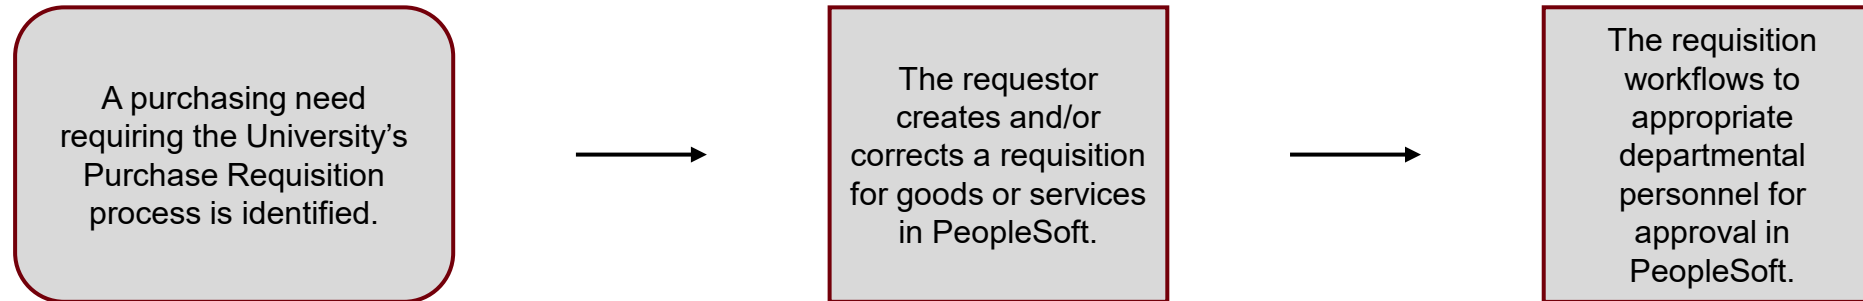 A purchasing need
requiring the University’s
Purchase Requisition
process is identified.
The requestor
creates and/or
corrects a requisition
for goods or services
in PeopleSoft.
The requisition
workflows to
appropriate
departmental
personnel for
approval in
PeopleSoft.